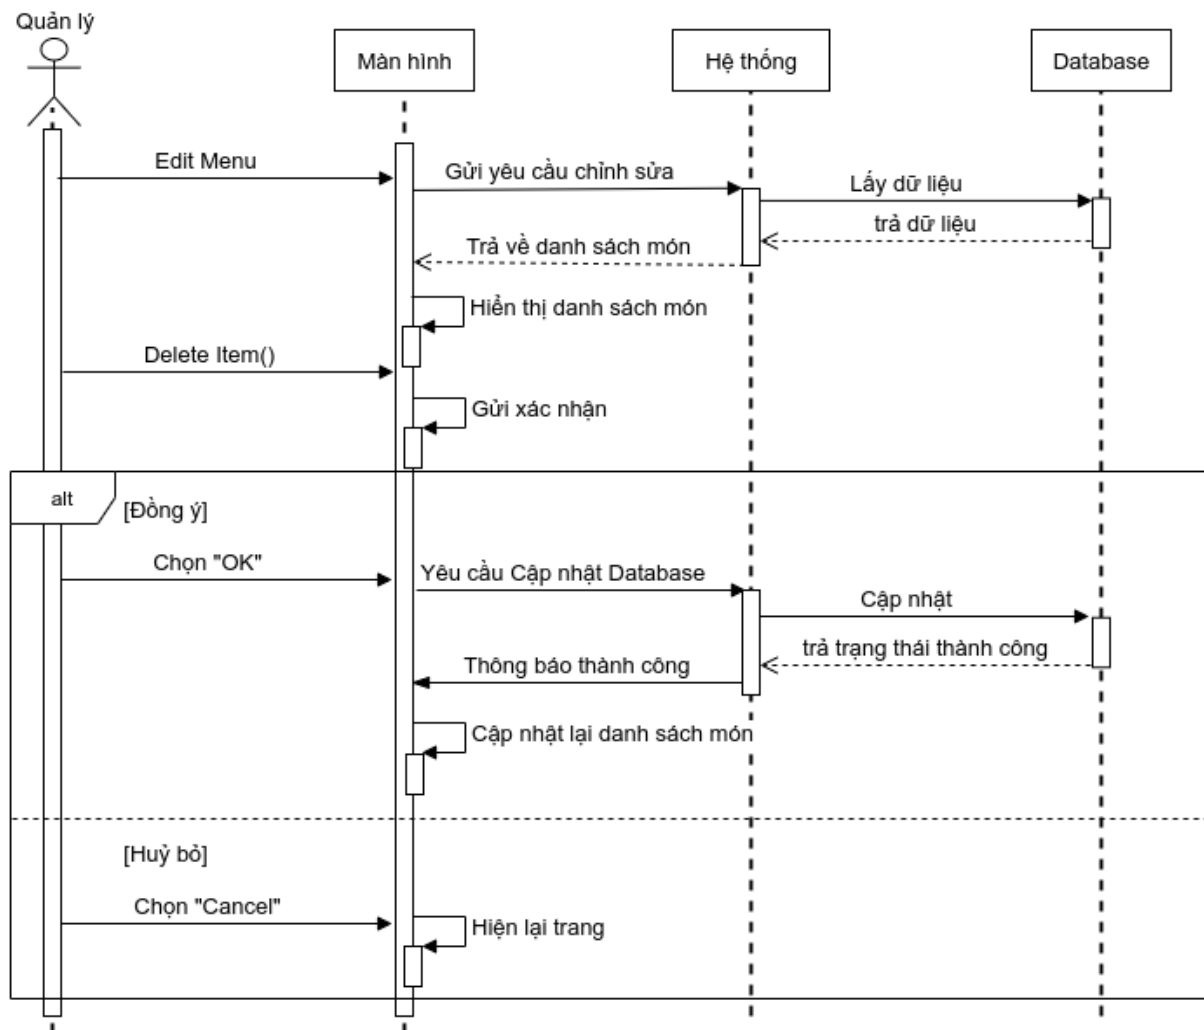 Quản lý
Màn hình
Hệ thống
Database
Edit Menu
Gửi yêu cầu chỉnh sửa
Lấy dữ liệu
trả dữ liệu
Trả về danh sách món
Hiển thị danh sách món
Delete Item()
Gửi xác nhận
alt
[Đồng ý]
Chọn "OK"
Yêu cầu Cập nhật Database
Cập nhật
trả trạng thái thành công
Thông báo thành công
Cập nhật lại danh sách món
[Huỷ bỏ]
Chọn "Cancel"
Hiện lại trang